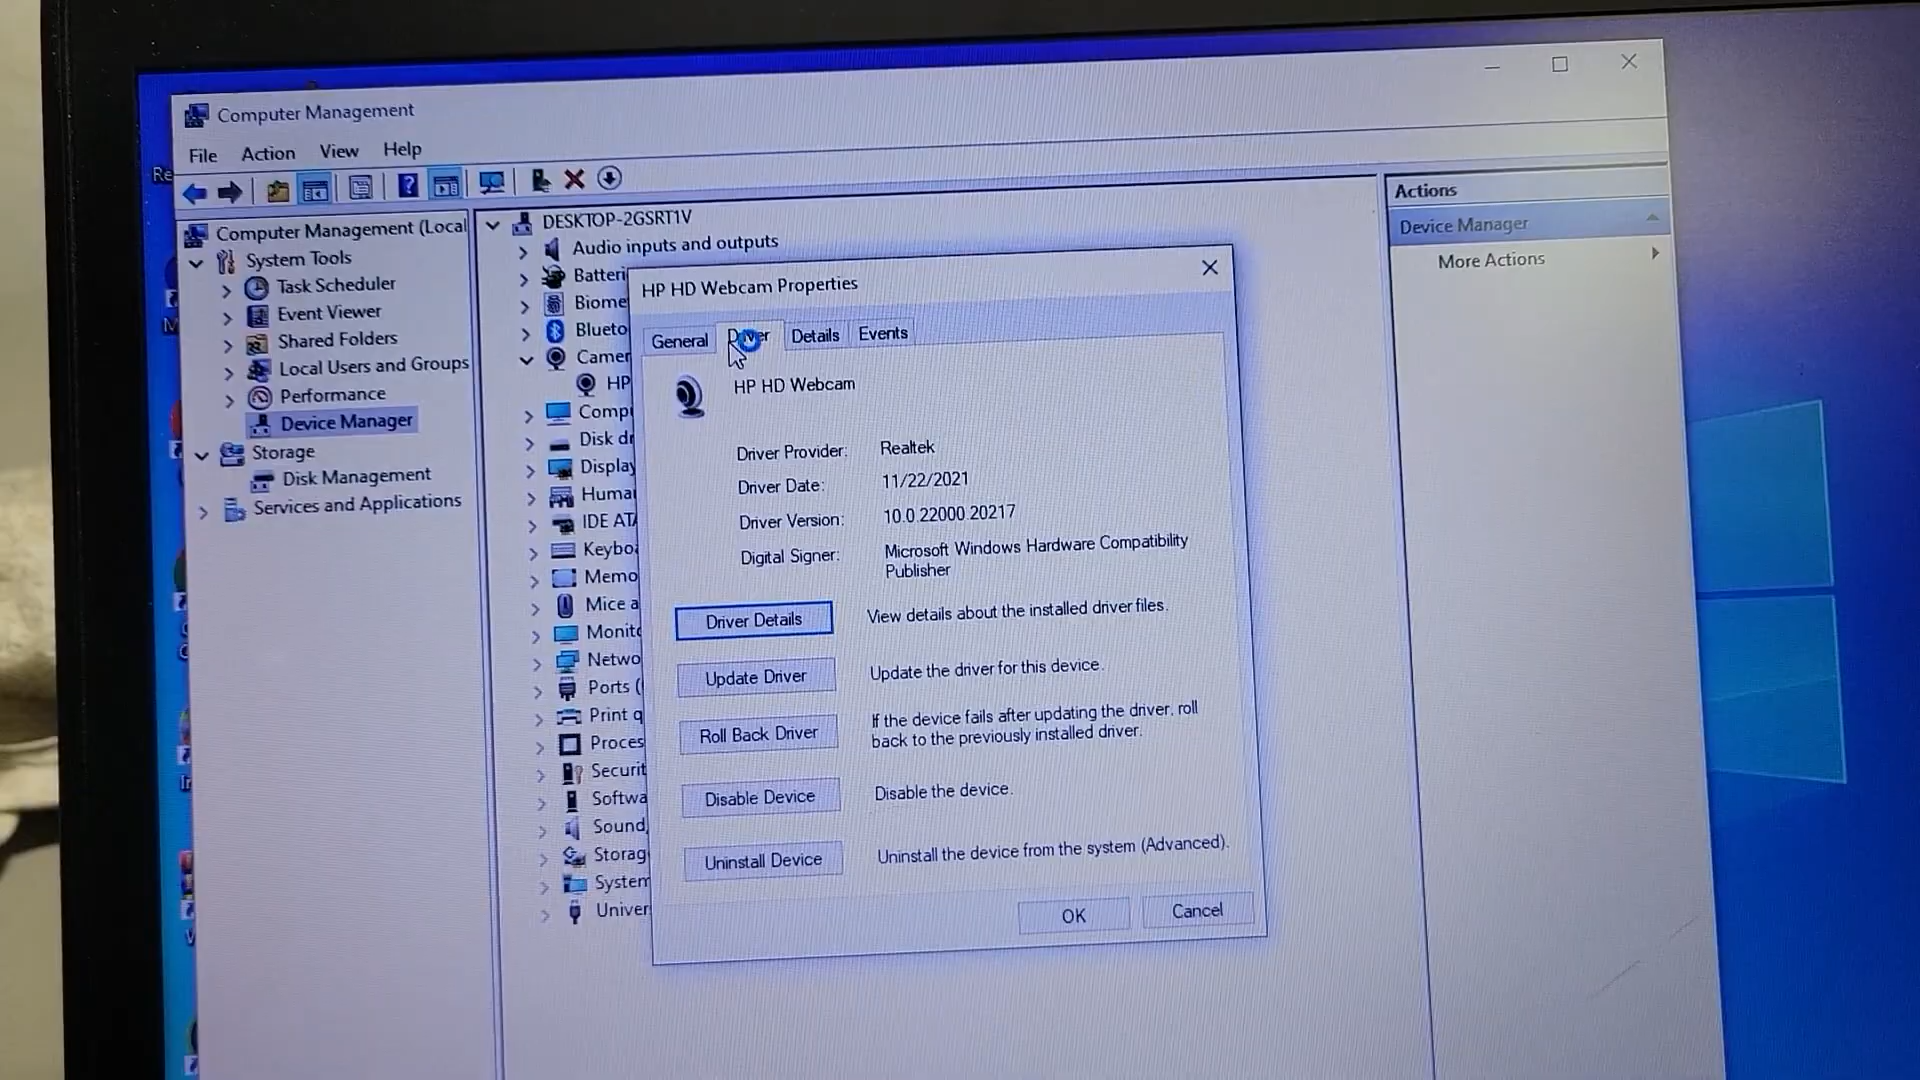 Computer Management
File Action View Help
Re
Computer Management (Local
System Tools
Task Scheduler
Event Viewer
Shared Folders
Local Users and Groups
Performance
Device Manager
Storage
Disk Management
Services and Applications
DESKTOP-2GSRT1V
Audio inputs and outputs
Batteri
Biome
Blueto
Camer
HP
Comp
Disk dr
Display
Huma
IDE ATA
Keybo
Memo
Mice a
Monito
Netwo
Ports (
Print q
Proces
Securit
Softwa
Sound,
Storag
System
Univer
HP HD Webcam Properties
General Driver Details Events
HP HD Webcam
Driver Provider: Realtek
Driver Date: 11/22/2021
Driver Version: 10.0.22000.20217
Digital Signer: Microsoft Windows Hardware Compatibility
Publisher
Driver Details View details about the installed driver files.
Update Driver Update the driver for this device.
Roll Back Driver If the device fails after updating the driver, roll
back to the previously installed driver.
Disable Device Disable the device.
Uninstall Device Uninstall the device from the system (Advanced).
OK Cancel
Actions
Device Manager
More Actions